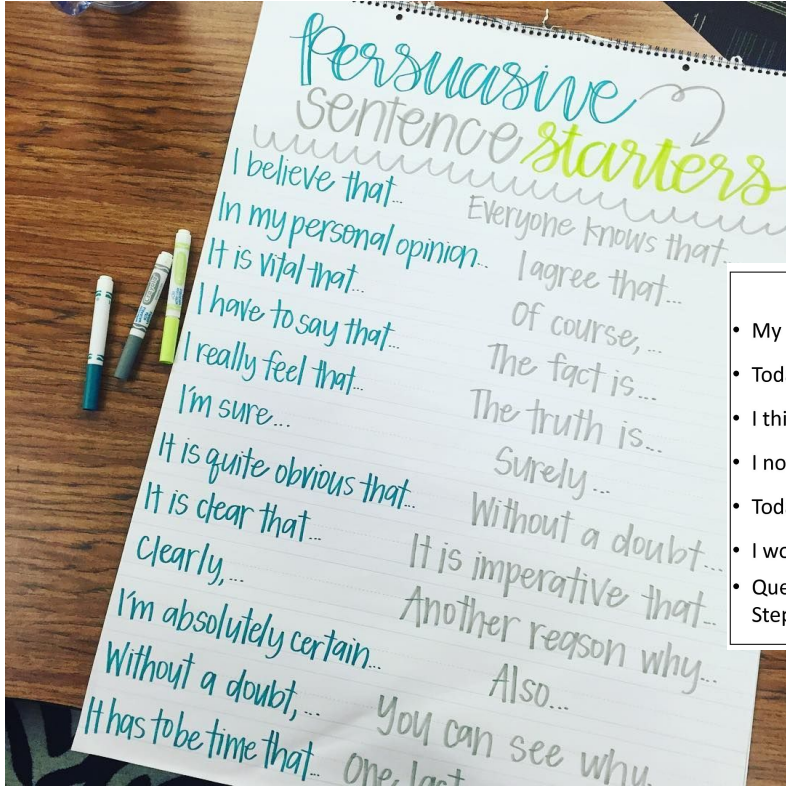 Persuasive
sentence starters
I believe that...
In my personal opinion...
It is vital that...
I have to say that...
I really feel that...
I'm sure...
It is quite obvious that...
It is clear that...
Clearly,...
I'm absolutely certain...
Without a doubt,...
It has to be time that...
Everyone knows that...
I agree that...
Of course,...
The fact is...
The truth is...
Surely...
Without a doubt...
It is imperative that...
Another reason why...
Also...
You can see why.
One last
• My
• Tod
• I thi
• I no
• Tod
• I wo
• Que
Step